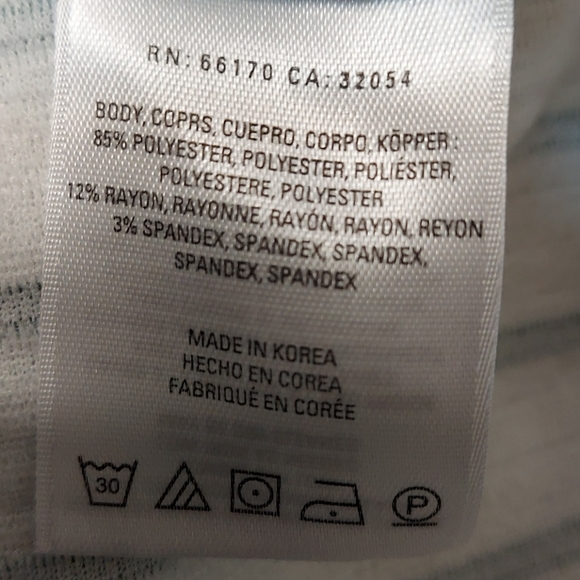 RN: 66170 CA: 32054
BODY, COPRS, CUEPRO, CORPO, KÖPPER :
85% POLYESTER, POLYESTER, POLIÉSTER,
POLYESTERE, POLYESTER
12% RAYON, RAYONNE, RAYÓN, RAYON, REYON
3% SPANDEX, SPANDEX, SPANDEX,
SPANDEX, SPANDEX
MADE IN KOREA
HECHO EN COREA
FABRIQUÉ EN CORÉE
30 P